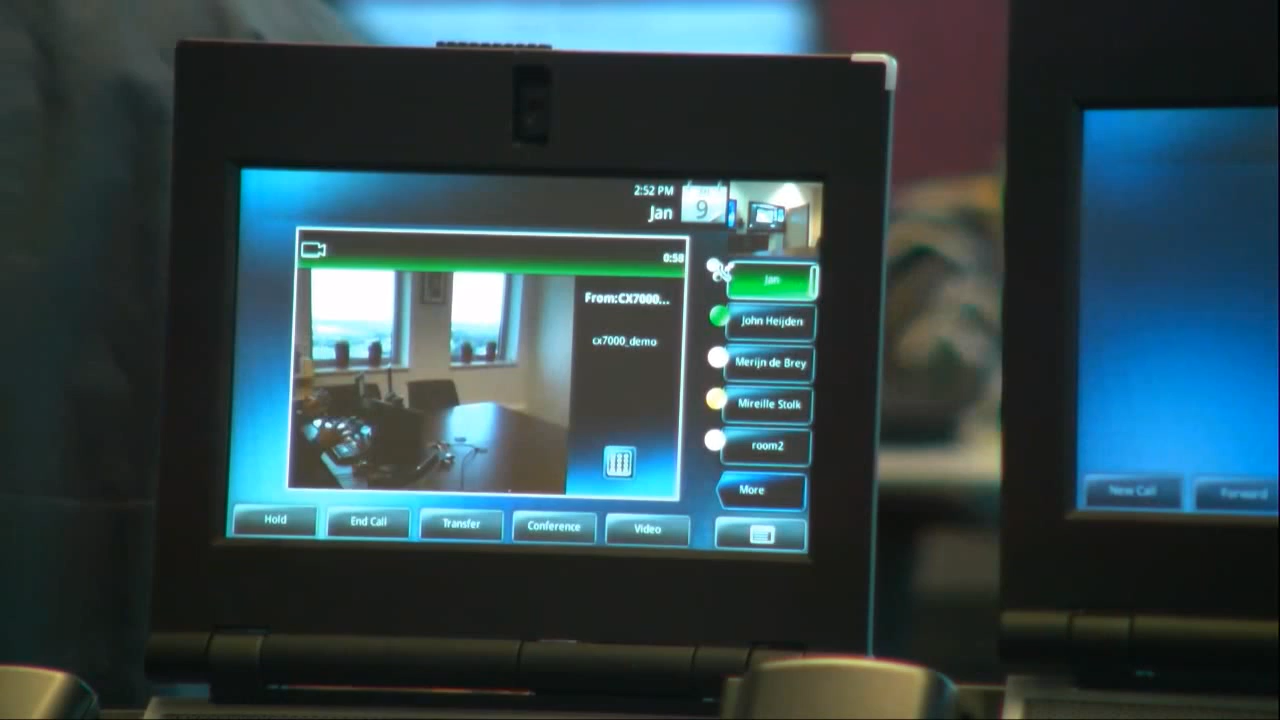 2:52 PM
Jan
9
0:58
From:CX7000...
cx7000_demo
Jan
John Heijden
Merijn de Brey
Mireille Stolk
room2
More
Hold
End Call
Transfer
Conference
Video
New Call
Forward